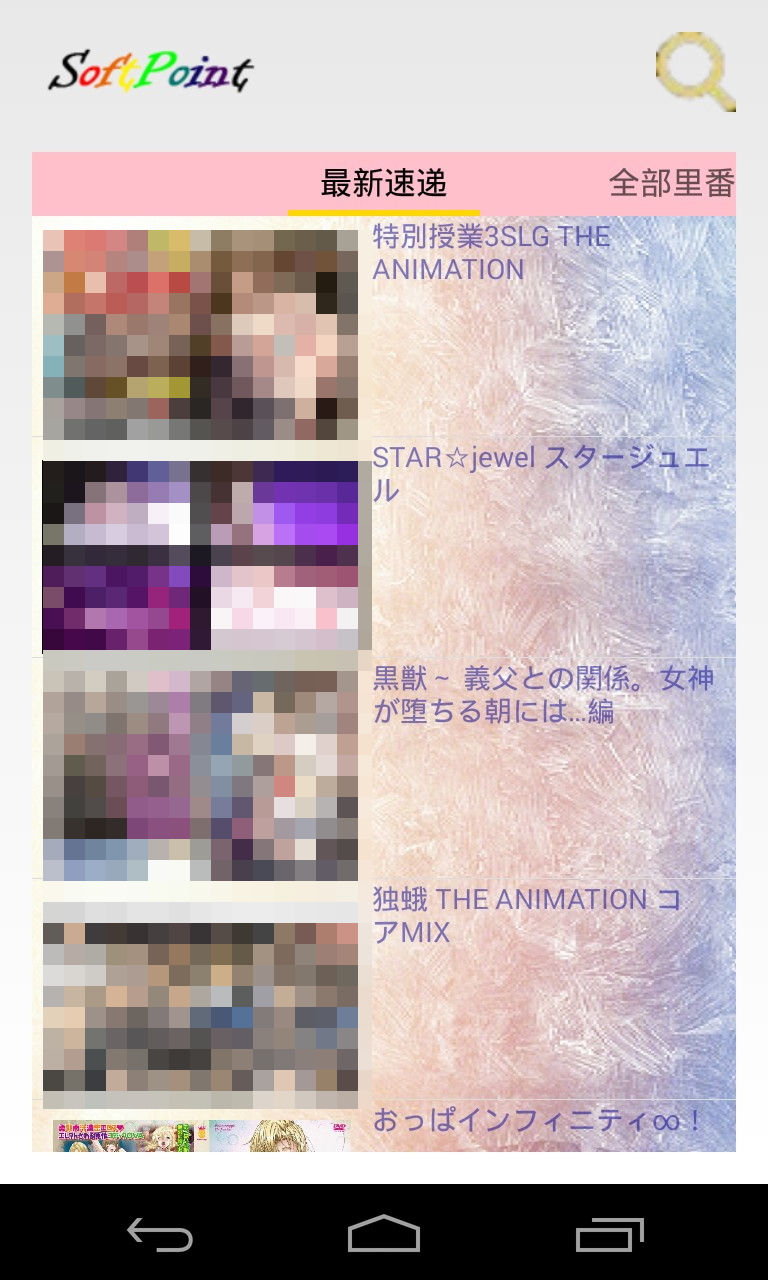 SoftPoint
最新速递
全部里番
特別授業3SLG THE
ANIMATION
STAR☆jewel スタージュエ
ル
黒獣 ~ 義父との関係。女神
が堕ちる朝には...編
独蛾 THE ANIMATION コ
アMIX
おっぱインフィニティ∞！
DVD